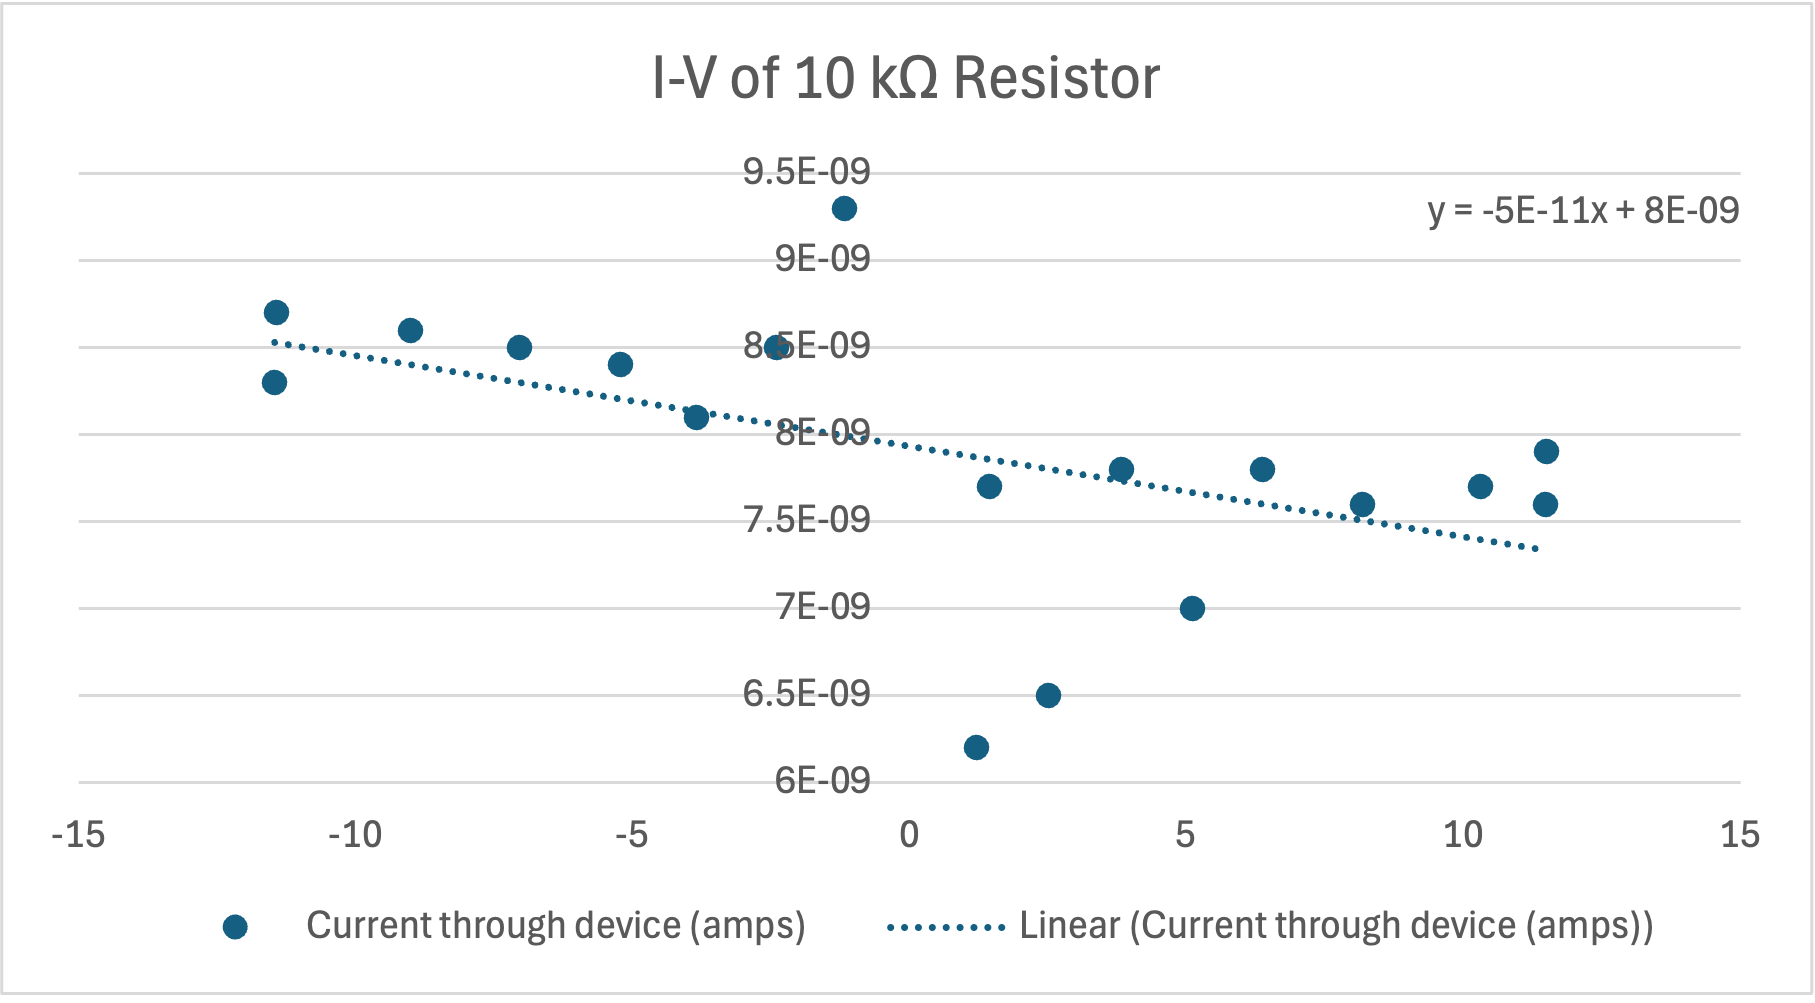 I-V of 10 kΩ Resistor
9.5E-09
y = -5E-11x + 8E-09
9E-09
8.5E-09
8E-09
7.5E-09
7E-09
6.5E-09
6E-09
-15 -10 -5 0 5 10 15
Current through device (amps) Linear (Current through device (amps))